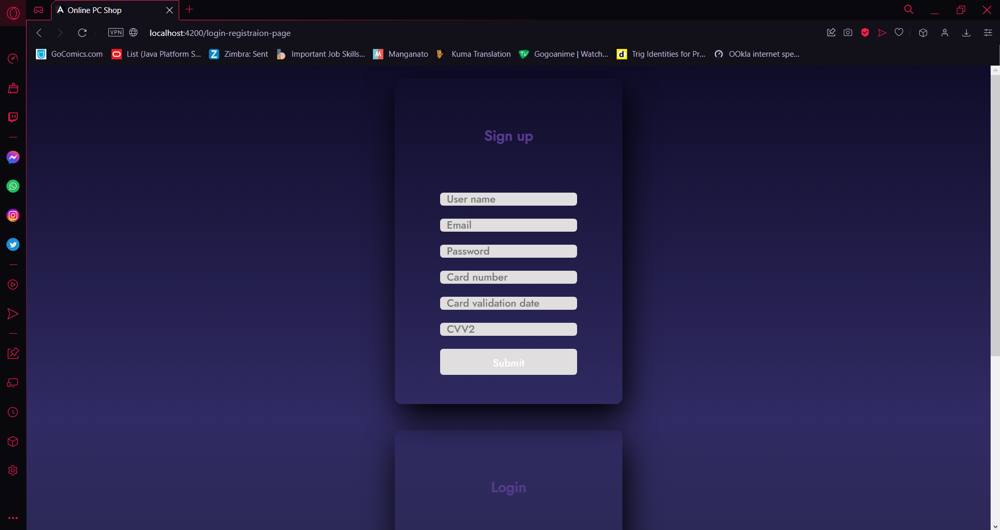 Online PC Shop
VPN
localhost:4200/login-registraion-page
GoComics.com
List (Java Platform S...
Z
Zimbra: Sent
Important Job Skills...
M
Manganato
Kuma Translation
TV
Gogoanime | Watch...
d
Trig Identities for Pr...
OOkla internet spe...
Sign up
User name
Email
Password
Card number
Card validation date
CVV2
Submit
Login